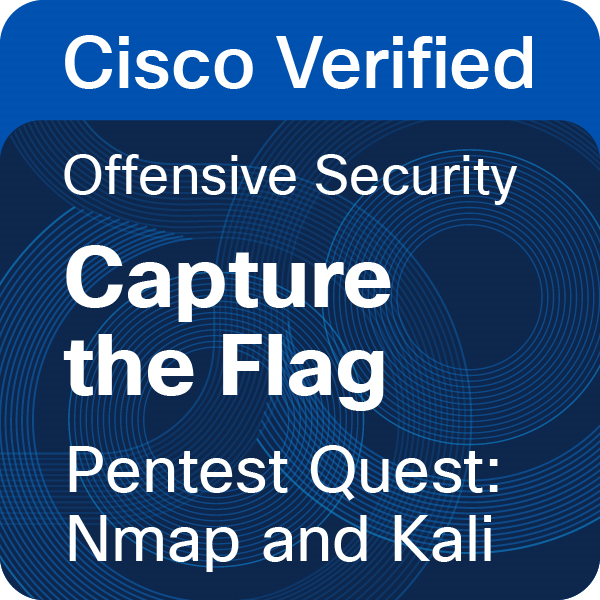 Cisco Verified
Offensive Security
Capture
the Flag
Pentest Quest:
Nmap and Kali